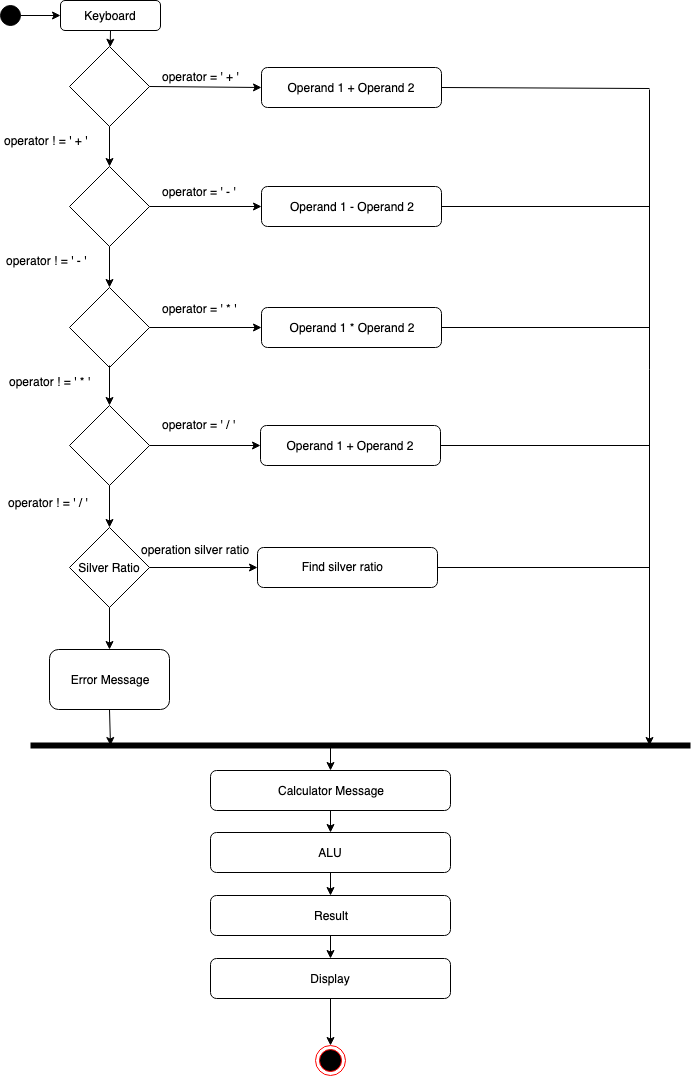 Keyboard
operator = ' + '
Operand 1 + Operand 2
operator ! = ' + '
operator = ' - '
Operand 1 - Operand 2
operator ! = ' - '
operator = ' * '
Operand 1 * Operand 2
operator ! = ' * '
operator = ' / '
Operand 1 + Operand 2
operator ! = ' / '
operation silver ratio
Silver Ratio
Find silver ratio
Error Message
Calculator Message
ALU
Result
Display